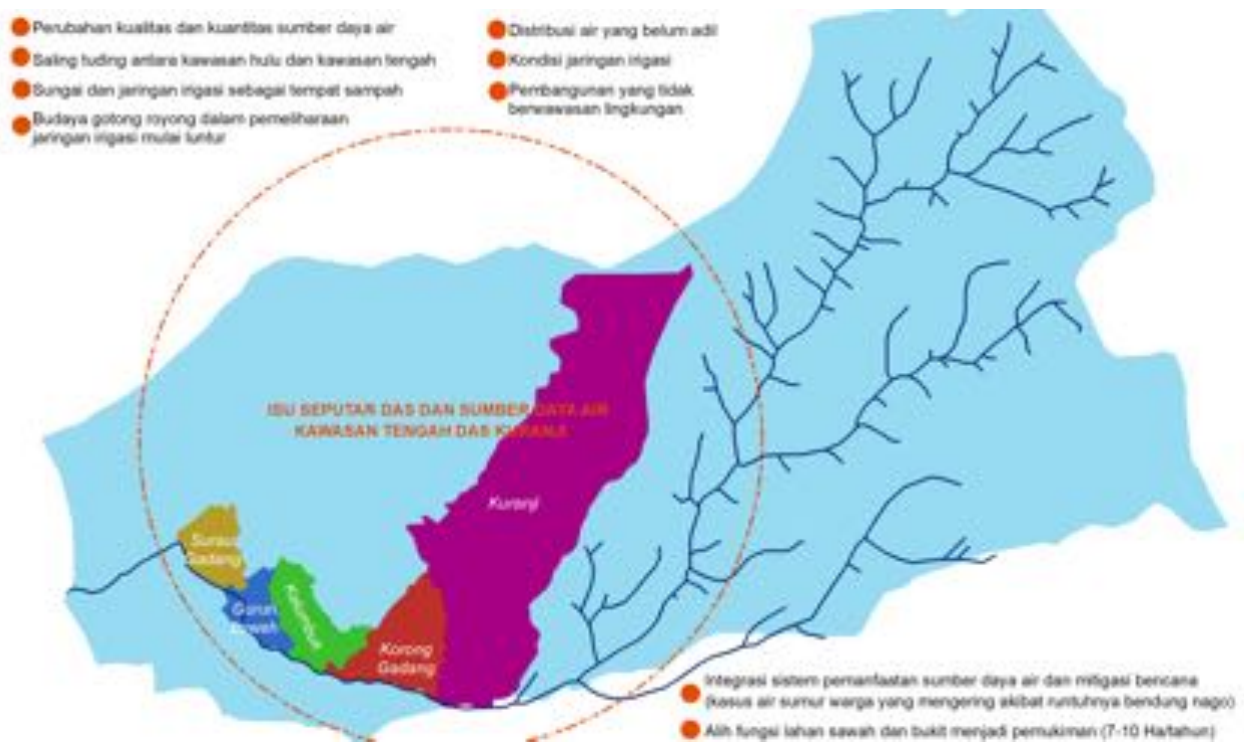 Perubahan kualitas dan kuantitas sumber daya air
Saling tuding antara kawasan hulu dan kawasan tengah
Sungai dan jaringan irigasi sebagai tempat sampah
Budaya gotong royong dalam pemeliharaan
jaringan irigasi mulai luntur
Distribusi air yang belum adil
Kondisi jaringan irigasi
Pembangunan yang tidak
berwawasan lingkungan
ISU SEPUTAR DAS DAN SUMBER DAYA AIR
KAWASAN TENGAH DAS KURANJI
Kuranji
Surau
Gadang
Gurun
Laweh
Kalumbuk
Korong
Gadang
Integrasi sistem pemanfaatan sumber daya air dan mitigasi bencana
(kasus air sumur warga yang mengering akibat runtuhnya bendung nago)
Alih fungsi lahan sawah dan bukit menjadi pemukiman (7-10 Ha/tahun)